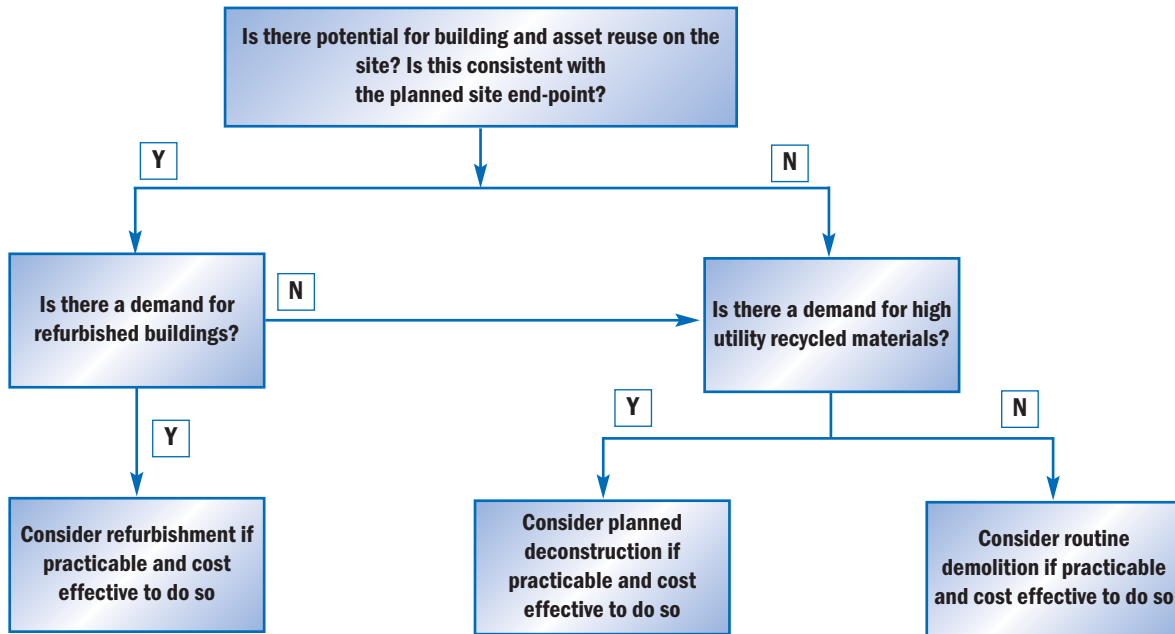 Is there potential for building and asset reuse on the
site? Is this consistent with
the planned site end-point?
Y
N
Is there a demand for
refurbished buildings?
N
Is there a demand for high
utility recycled materials?
Y
Y
N
Consider refurbishment if
practicable and cost
effective to do so
Consider planned
deconstruction if
practicable and cost
effective to do so
Consider routine
demolition if practicable
and cost effective to do so